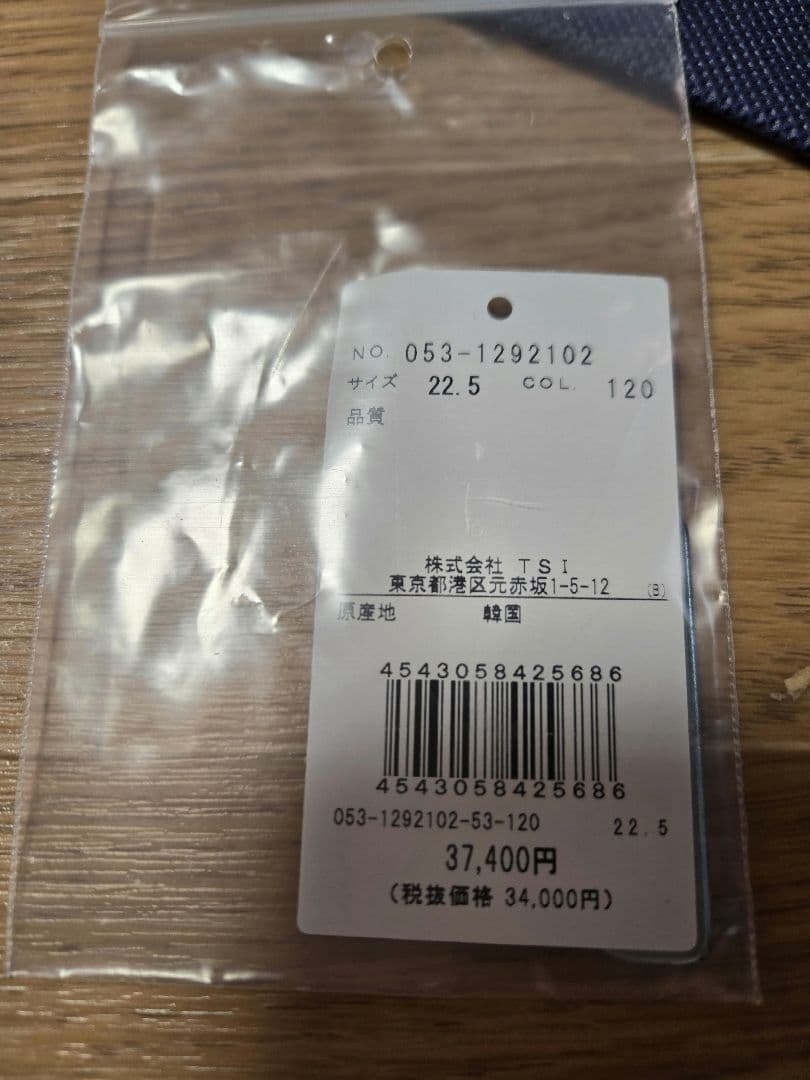 NO. 053-1292102
サイズ 22.5 COL. 120
品質
株式会社 TSI
東京都港区元赤坂1-5-12 (B)
原産地 韓国
4543058425686
4543058425686
053-1292102-53-120 22.5
37,400円
(税抜価格 34,000円)